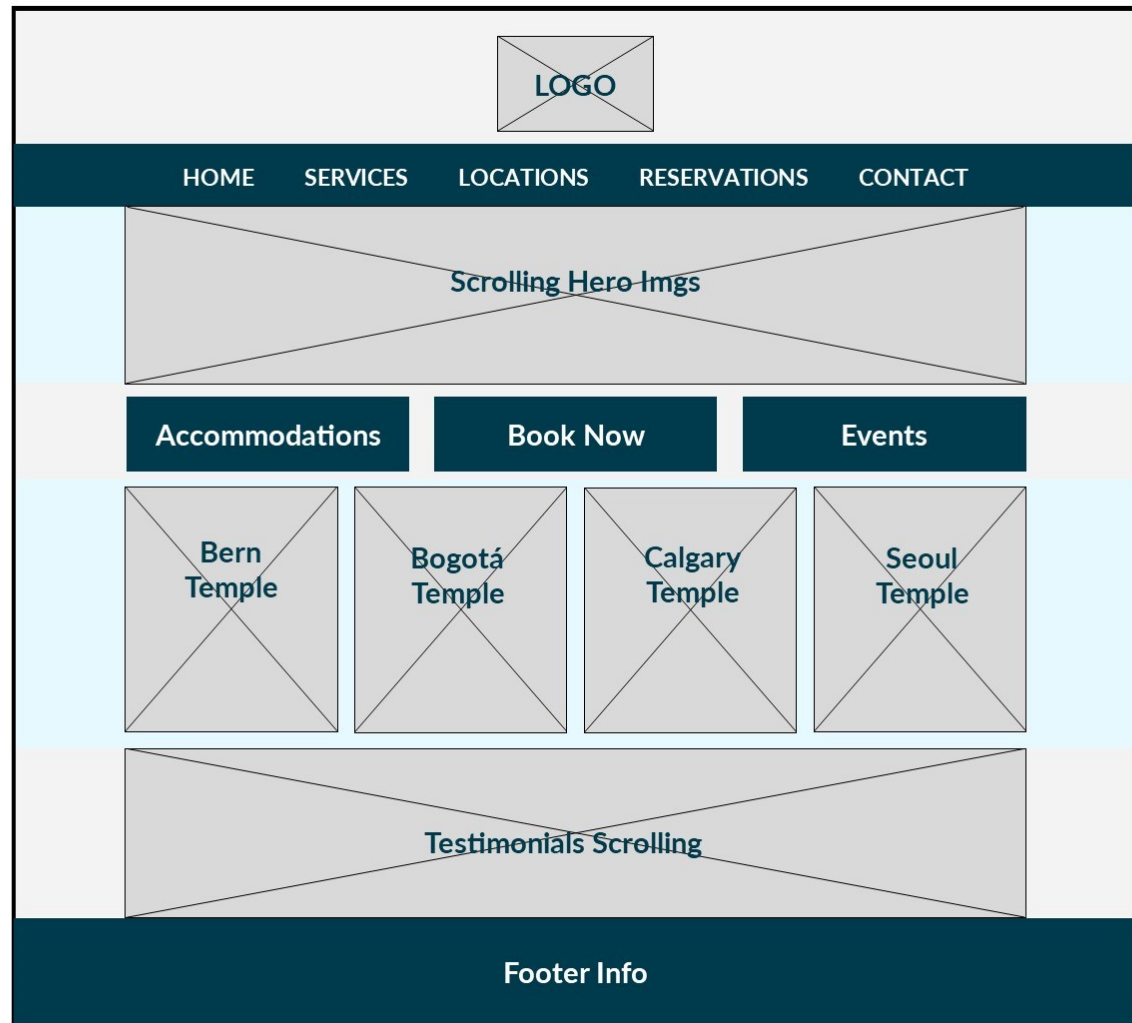 LOGO
HOME SERVICES LOCATIONS RESERVATIONS CONTACT
Scrolling Hero Imgs
Accommodations Book Now Events
Bern
Temple
Bogotá
Temple
Calgary
Temple
Seoul
Temple
Testimonials Scrolling
Footer Info